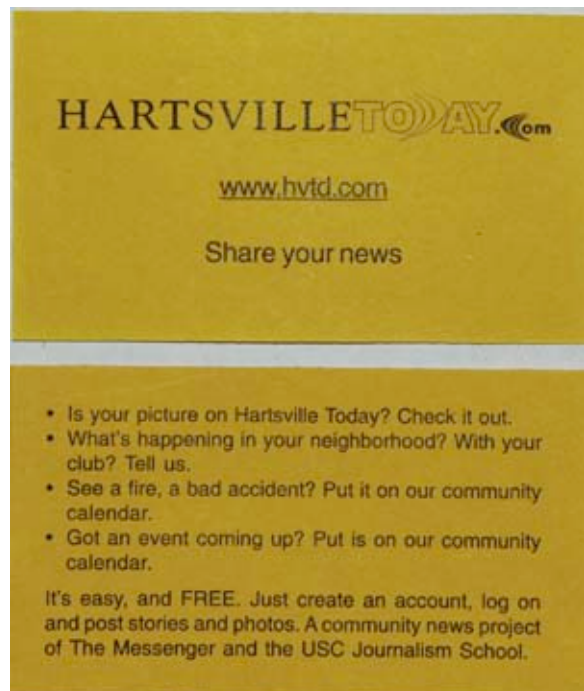 HARTSVILLETODAY.com
www.hvtd.com
Share your news
• Is your picture on Hartsville Today? Check it out.
• What's happening in your neighborhood? With your
club? Tell us.
• See a fire, a bad accident? Put it on our community
calendar.
• Got an event coming up? Put is on our community
calendar.
It's easy, and FREE. Just create an account, log on
and post stories and photos. A community news project
of The Messenger and the USC Journalism School.